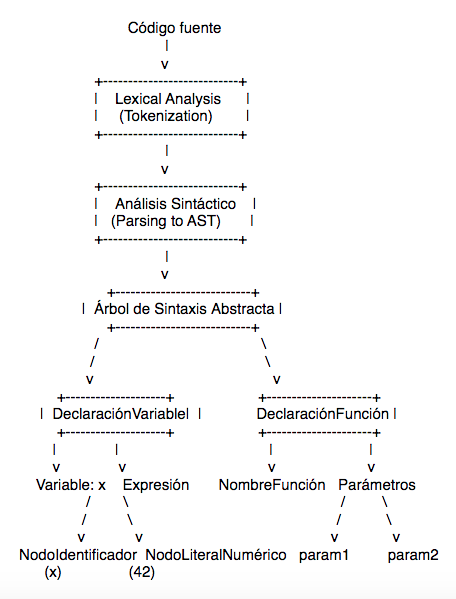 Código fuente
|
v
+--------------------------+
| Lexical Analysis |
| (Tokenization) |
+--------------------------+
|
v
+--------------------------+
| Análisis Sintáctico |
| (Parsing to AST) |
+--------------------------+
|
v
+--------------------------+
| Árbol de Sintaxis Abstracta |
+--------------------------+
/ \
/ \
v v
+-------------------+ +--------------------+
| DeclaraciónVariable| | DeclaraciónFunción |
+-------------------+ +--------------------+
| | | |
v v v v
Variable: x Expresión NombreFunción Parámetros
/ \ / \
/ \ / \
v v v v
NodoIdentificador NodoLiteralNumérico param1 param2
(x) (42)